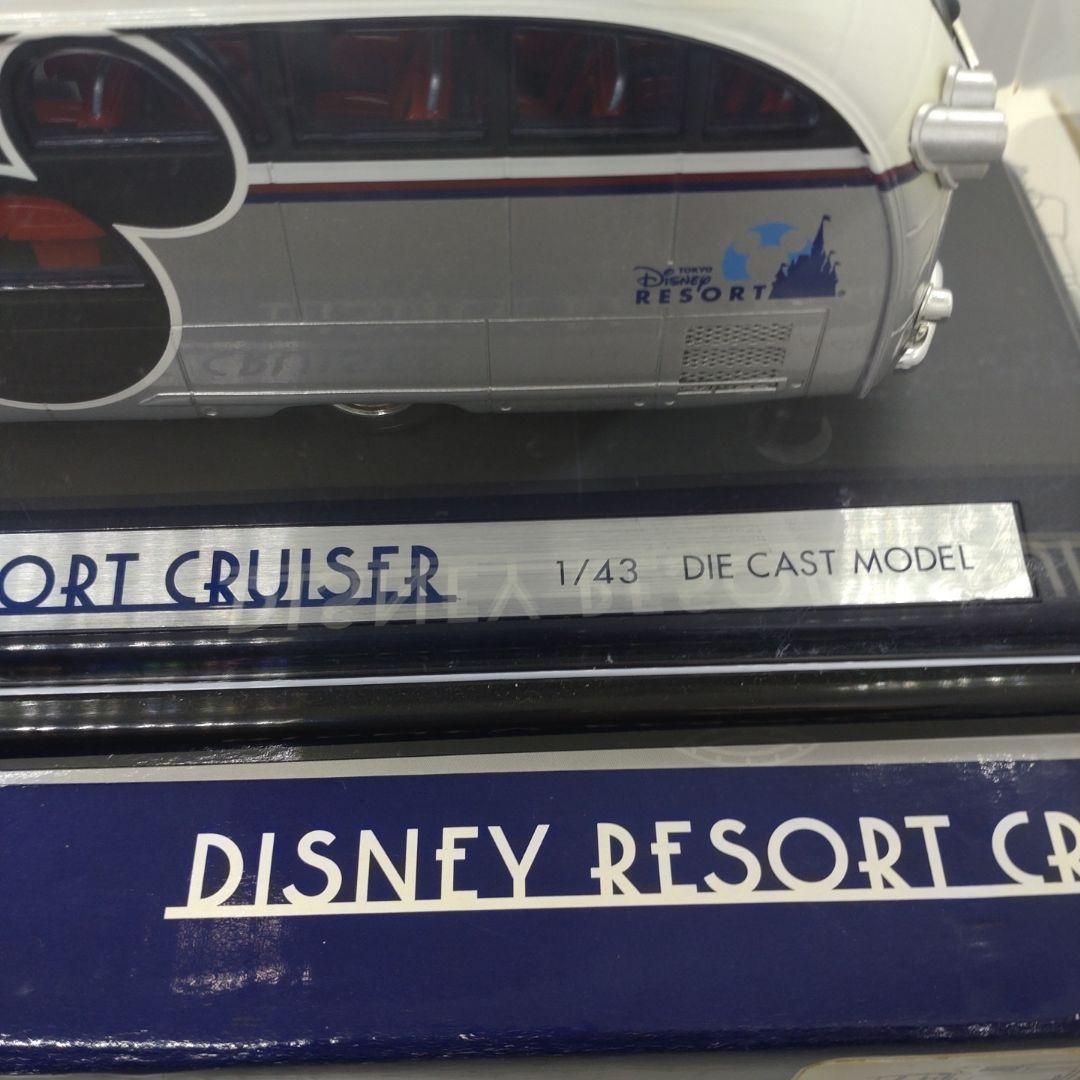 TOKYO
Disney
RESORT
ORT CRUISER 1/43 DIE CAST MODEL
DISNEY RESORT CR